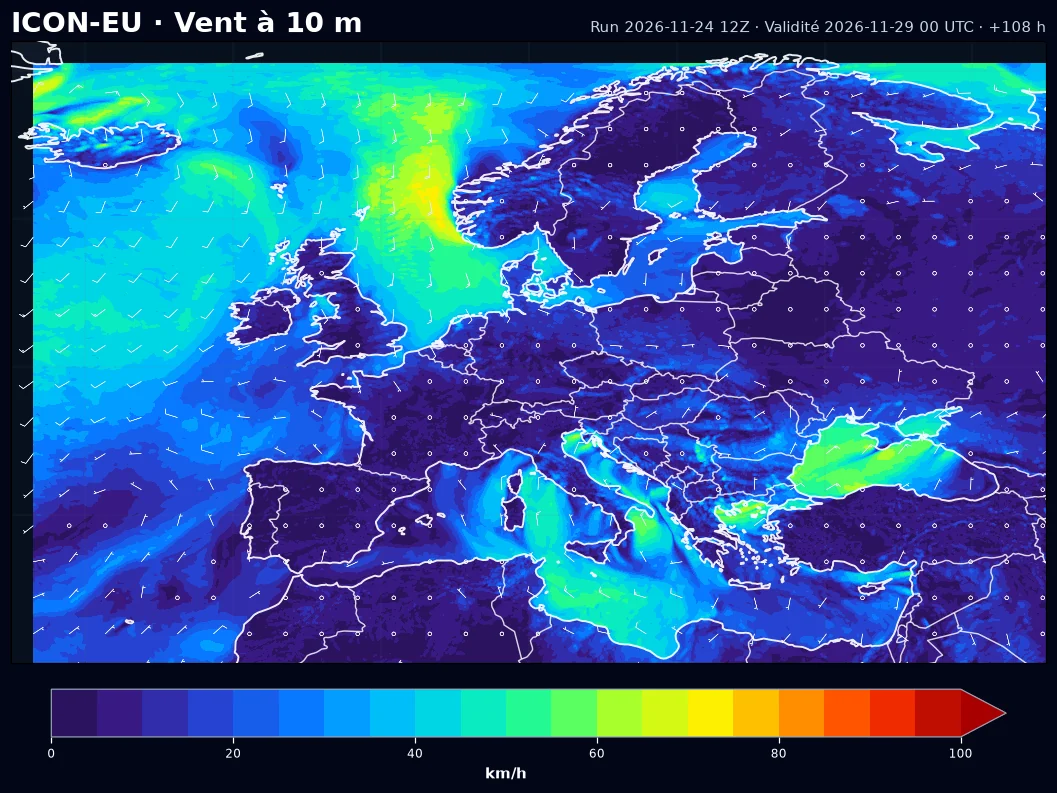 ICON-EU · Vent à 10 m
Run 2026-11-24 12Z · Validité 2026-11-29 00 UTC · +108 h
0 20 40 60 80 100
km/h